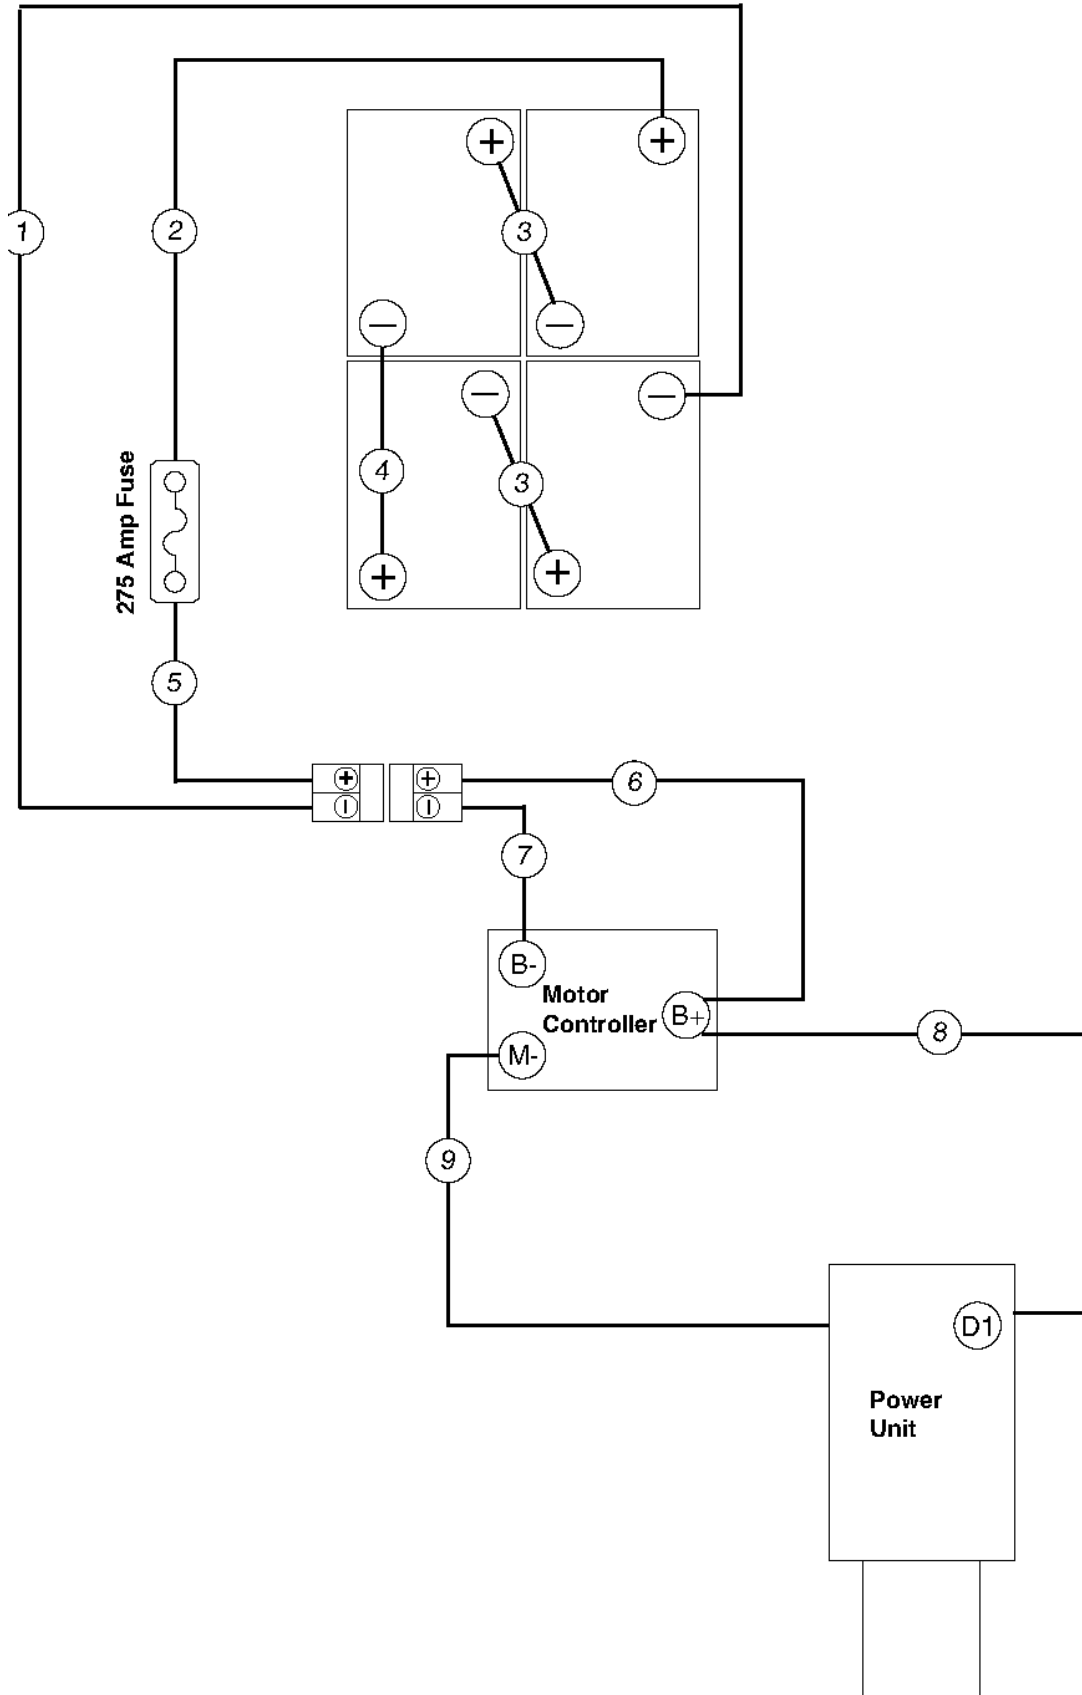 +
+
1
2
3
−
−
−
−
4
3
275 Amp Fuse
+
+
5
+
+
6
−
−
7
B-
Motor
Controller
B+
8
M-
9
D1
Power
Unit